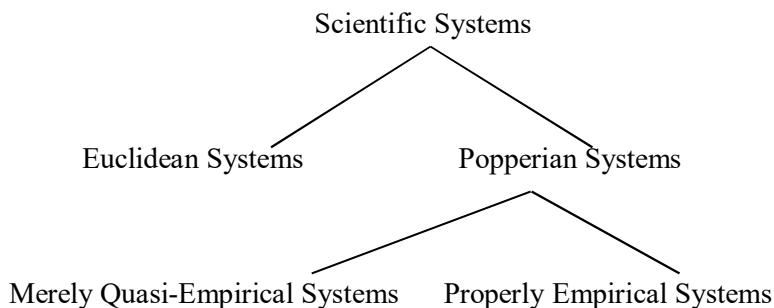 Scientific Systems
Euclidean Systems Popperian Systems
Merely Quasi-Empirical Systems Properly Empirical Systems